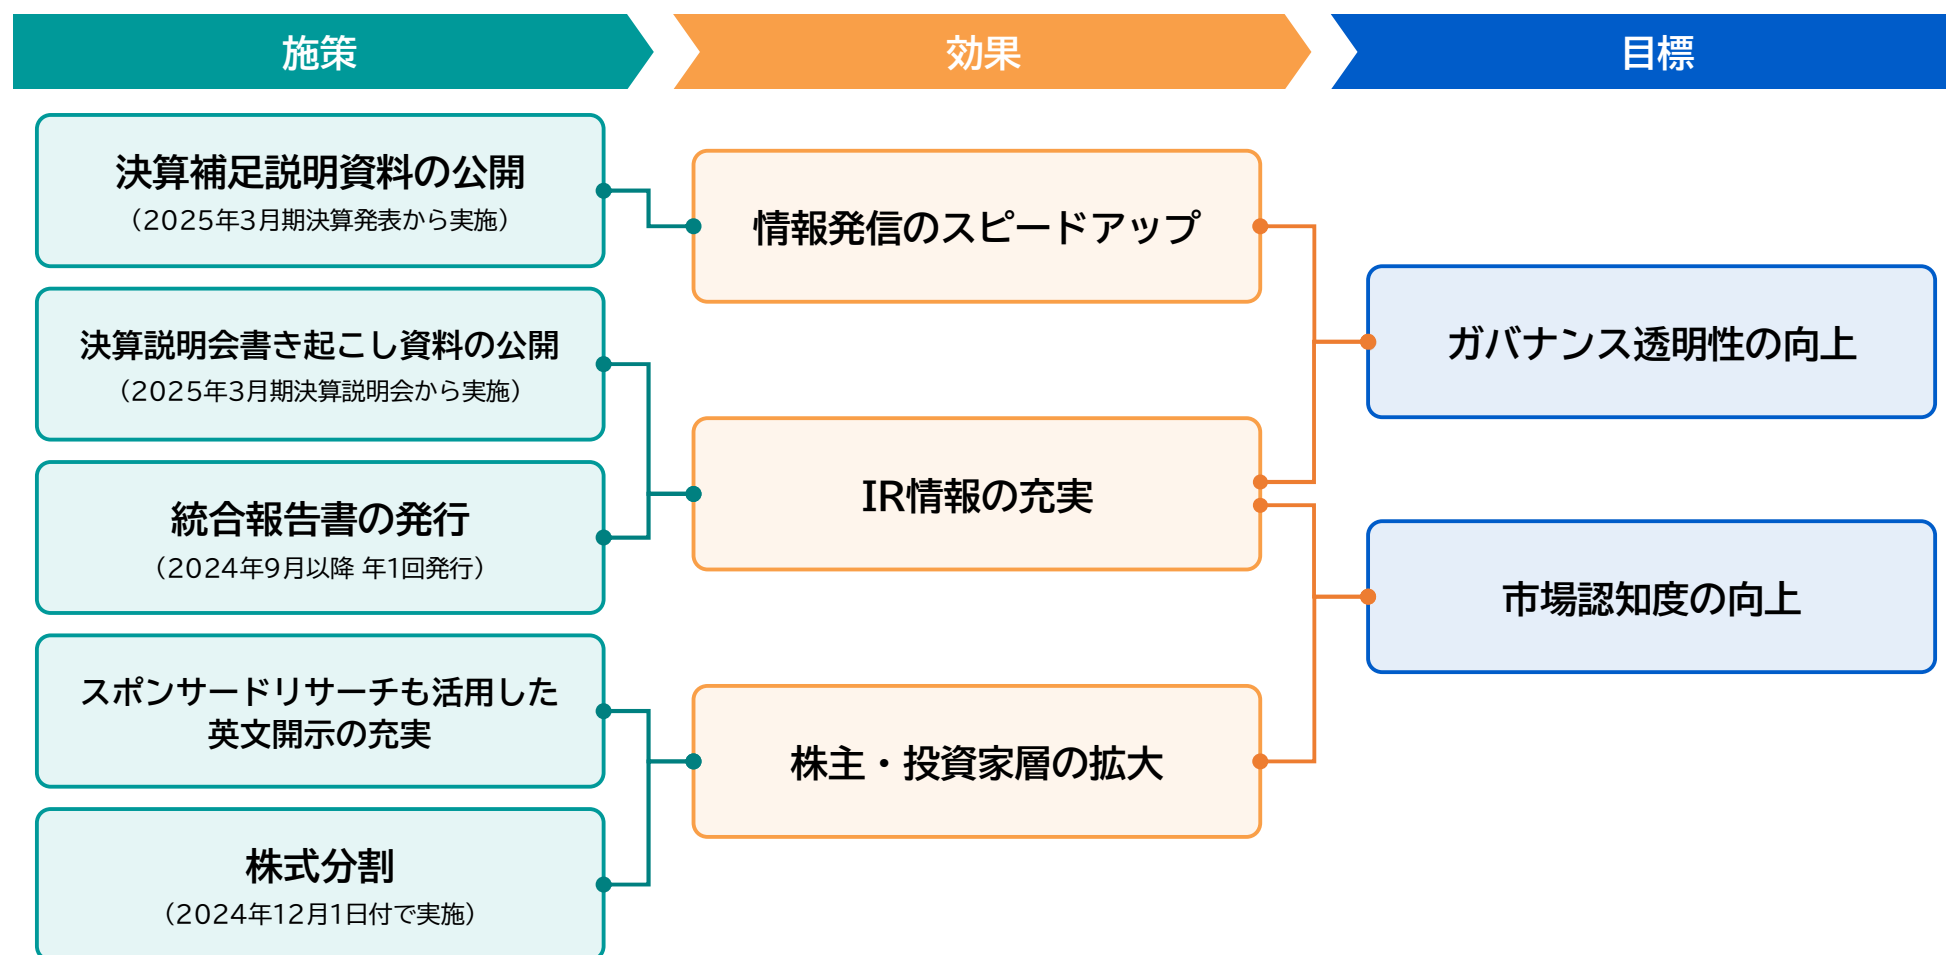 施策
効果
目標
決算補足説明資料の公開
（2025年3月期決算発表から実施）
決算説明会書き起こし資料の公開
（2025年3月期決算説明会から実施）
統合報告書の発行
（2024年9月以降 年1回発行）
スポンサードリサーチも活用した
英文開示の充実
株式分割
（2024年12月1日付で実施）
情報発信のスピードアップ
IR情報の充実
株主・投資家層の拡大
ガバナンス透明性の向上
市場認知度の向上